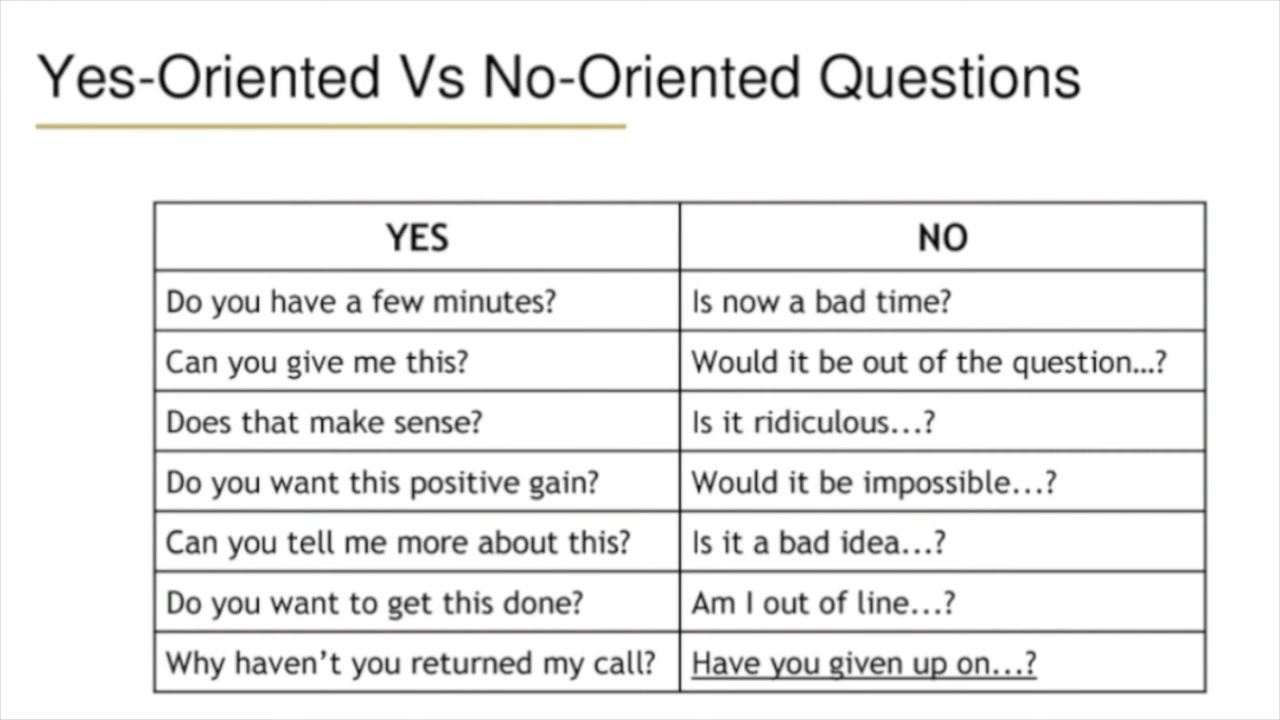 Yes-Oriented Vs No-Oriented Questions
YES NO
Do you have a few minutes? Is now a bad time?
Can you give me this? Would it be out of the question...?
Does that make sense? Is it ridiculous...?
Do you want this positive gain? Would it be impossible...?
Can you tell me more about this? Is it a bad idea...?
Do you want to get this done? Am I out of line...?
Why haven’t you returned my call? Have you given up on...?